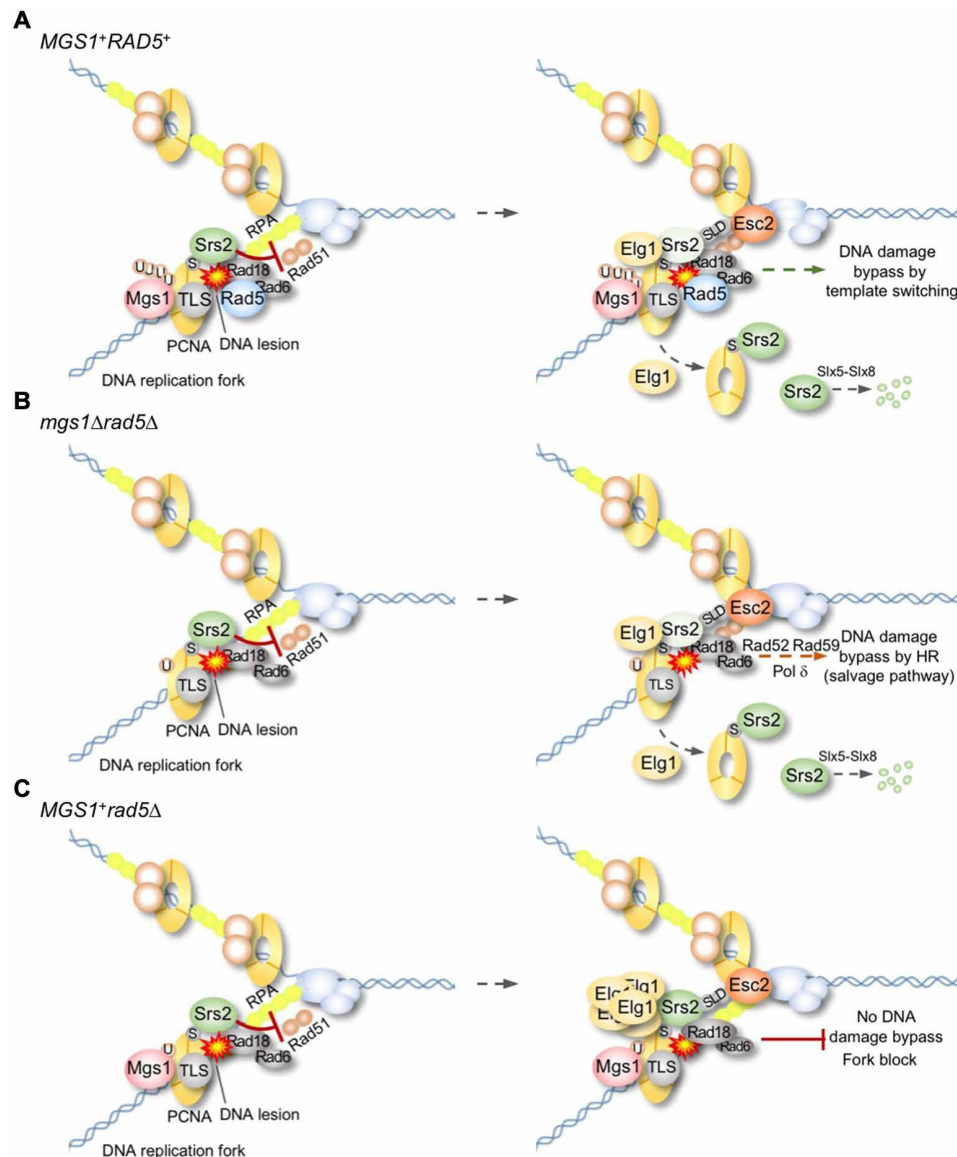 A
MGS1⁺RAD5⁺
RPA
Srs2
Rad51
S
Rad18
U U U U
Rad6
Mgs1
TLS
Rad5
PCNA
DNA lesion
DNA replication fork
Esc2
SLD
Elg1
Srs2
S
Rad18
U U U U
Rad6
Mgs1
TLS
Rad5
DNA damage
bypass by
template switching
Elg1
S
Srs2
Srs2
Slx5-Slx8
B
mgs1Δrad5Δ
RPA
Srs2
Rad51
S
Rad18
U
Rad6
TLS
PCNA
DNA lesion
DNA replication fork
Esc2
SLD
Elg1
Srs2
S
Rad18
U
Rad6
TLS
Rad52 Rad59
Pol δ
DNA damage
bypass by HR
(salvage pathway)
Elg1
S
Srs2
Srs2
Slx5-Slx8
C
MGS1⁺rad5Δ
RPA
Srs2
Rad51
S
Rad18
U
Rad6
Mgs1
TLS
PCNA
DNA lesion
DNA replication fork
Esc2
SLD
Elg1
Elg1
Elg1
Srs2
S
Rad18
U
Rad6
Mgs1
TLS
No DNA
damage bypass
Fork block